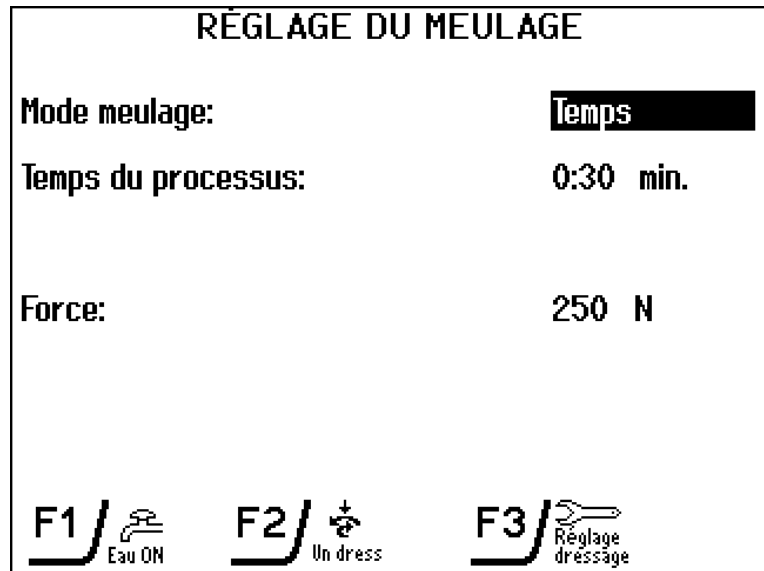 RÉGLAGE DU MEULAGE
Mode meulage: Temps
Temps du processus: 0:30 min.
Force: 250 N
F1 Eau ON F2 Un dress F3 Réglage
dressage